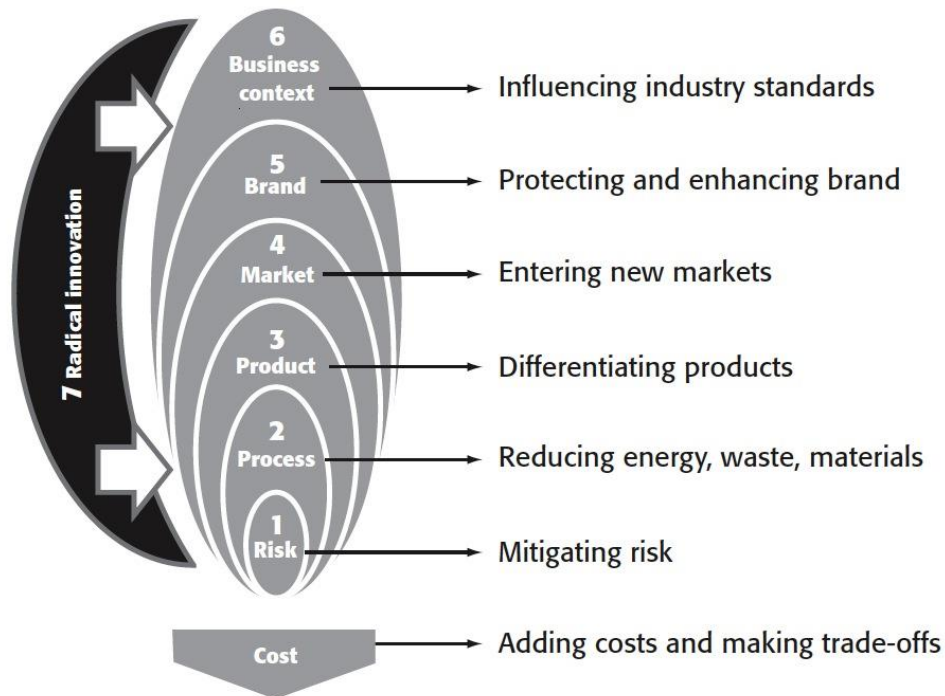 6
Business
context
Influencing industry standards
5
Brand
Protecting and enhancing brand
4
Market
Entering new markets
3
Product
Differentiating products
2
Process
Reducing energy, waste, materials
1
Risk
Mitigating risk
Cost
Adding costs and making trade-offs
7 Radical innovation